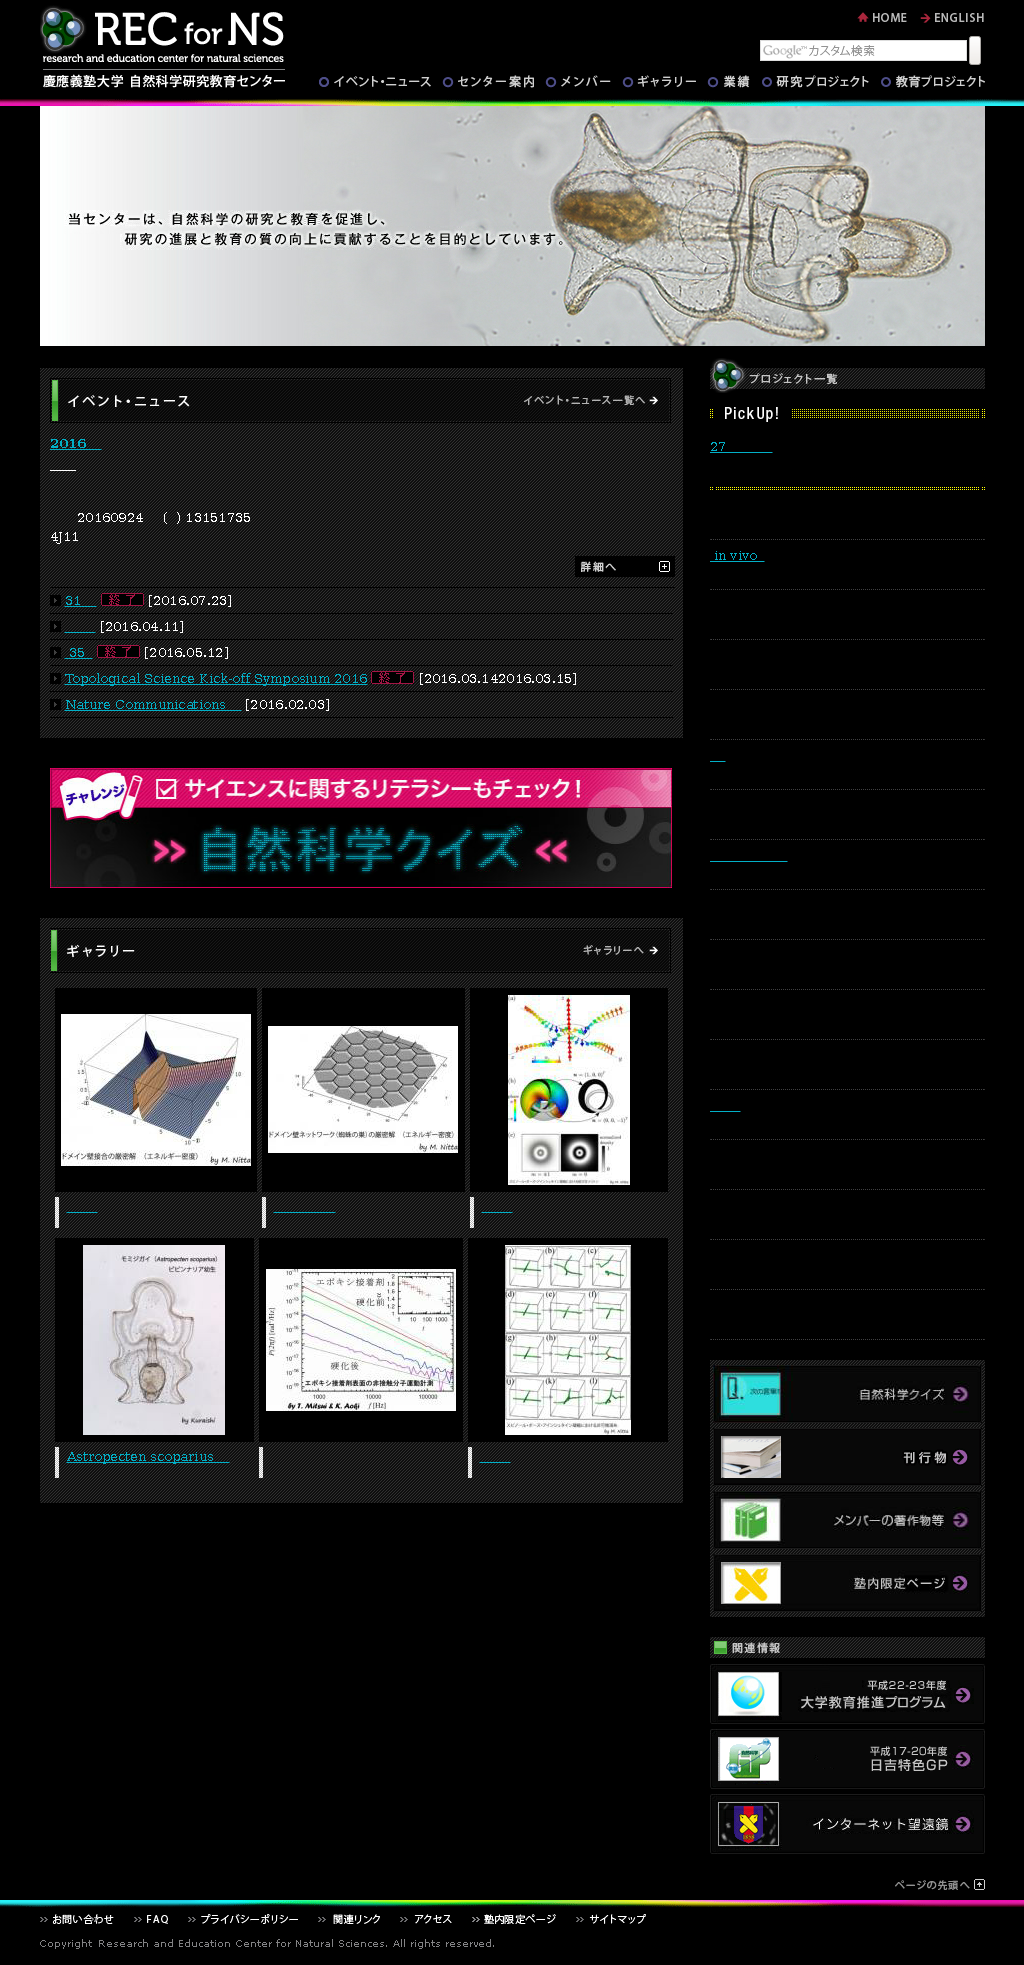 REC for NS
research and education center for natural sciences
慶應義塾大学 自然科学研究教育センター
HOME
ENGLISH
Google™ カスタム検索
イベント・ニュース
センター案内
メンバー
ギャラリー
業績
研究プロジェクト
教育プロジェクト
当センターは、自然科学の研究と教育を促進し、
研究の進展と教育の質の向上に貢献することを目的としています。
イベント・ニュース
イベント・ニュース一覧へ
2016
20160924 ( ) 13151735
4J11
詳細へ
31 終了 [2016.07.23]
[2016.04.11]
35 終了 [2016.05.12]
Topological Science Kick-off Symposium 2016 終了 [2016.03.142016.03.15]
Nature Communications [2016.02.03]
チャレンジ
サイエンスに関するリテラシーもチェック!
自然科学クイズ
ギャラリー
ギャラリーへ
ドメイン壁接合の厳密解 (エネルギー密度)
by M. Nitta
ドメイン壁ネットワーク(蜘蛛の巣)の厳密解 (エネルギー密度)
by M. Nitta
モミジガイ (Astropecten scoparius)
ビピンナリア幼生
by Kuraishi
エポキシ接着剤
硬化前
硬化後
エポキシ接着剤表面の非接触分子運動計測
by T. Mitsui & K. Aoki
f [Hz]
Astropecten scoparius
プロジェクト一覧
Pick Up!
27
in vivo
自然科学クイズ
刊行物
メンバーの著作物等
塾内限定ページ
関連情報
平成22-23年度
大学教育推進プログラム
平成17-20年度
日吉特色GP
インターネット望遠鏡
ページの先頭へ
お問い合わせ
FAQ
プライバシーポリシー
関連リンク
アクセス
塾内限定ページ
サイトマップ
Copyright Research and Education Center for Natural Sciences. All rights reserved.